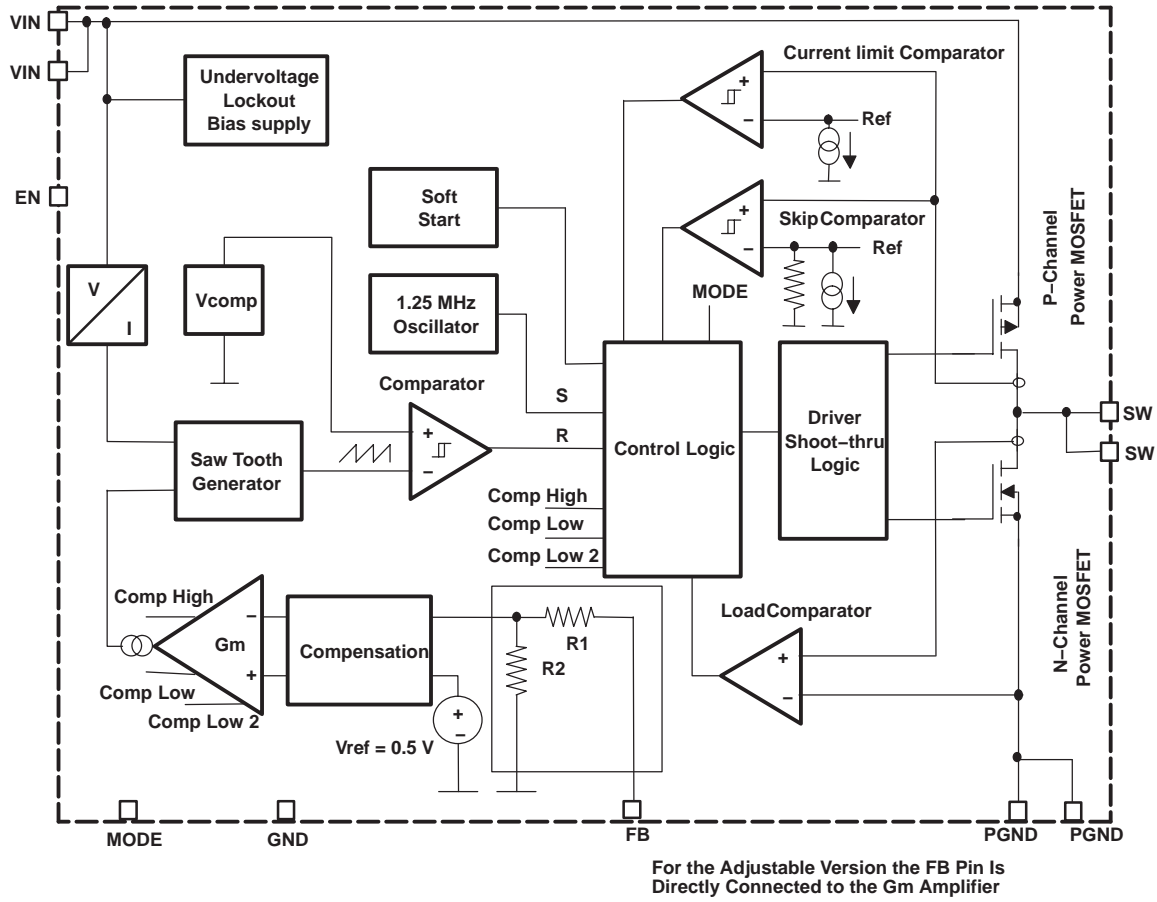 VIN
VIN
Undervoltage
Lockout
Bias supply
Current limit Comparator
+
−
Ref
EN
Soft
Start
+
−
Skip Comparator
Ref
P−Channel
Power MOSFET
V
I
Vcomp
1.25 MHz
Oscillator
MODE
Comparator
S
R
+
−
Saw Tooth
Generator
Control Logic
Driver
Shoot−thru
Logic
SW
SW
Comp High
Comp Low
Comp Low 2
Comp High
Gm
−
+
Comp Low
Comp Low 2
Compensation
R1
R2
+
−
Vref = 0.5 V
Load Comparator
+
−
N−Channel
Power MOSFET
MODE
GND
FB
PGND
PGND
For the Adjustable Version the FB Pin Is
Directly Connected to the Gm Amplifier